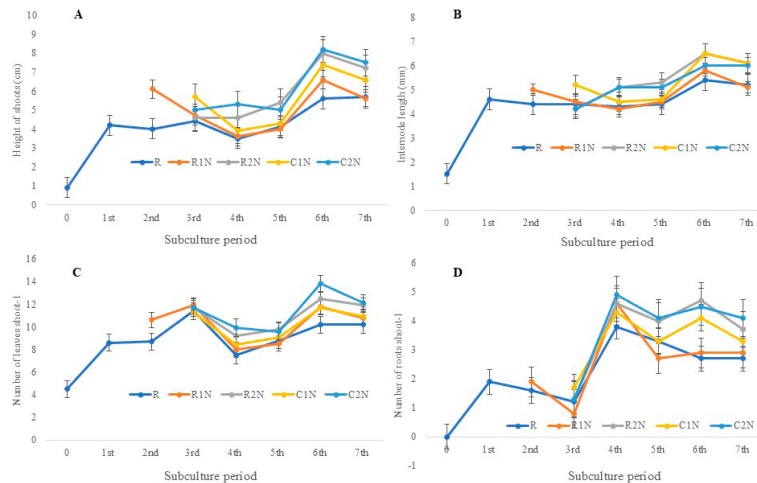 A
Height of shoots (cm)
10
9
8
7
6
5
4
3
2
1
0
R R1N R2N C1N C2N
0 1st 2nd 3rd 4th 5th 6th 7th
Subculture period
B
Internode length (mm)
8
7
6
5
4
3
2
1
0
R R1N R2N C1N C2N
0 1st 2nd 3rd 4th 5th 6th 7th
Subculture period
C
Number of leaves shoot-1
16
14
12
10
8
6
4
2
0
R R1N R2N C1N C2N
0 1st 2nd 3rd 4th 5th 6th 7th
Subculture period
D
Number of roots shoot-1
6
5
4
3
2
1
0
-1
R R1N R2N C1N C2N
0 1st 2nd 3rd 4th 5th 6th 7th
Subculture period